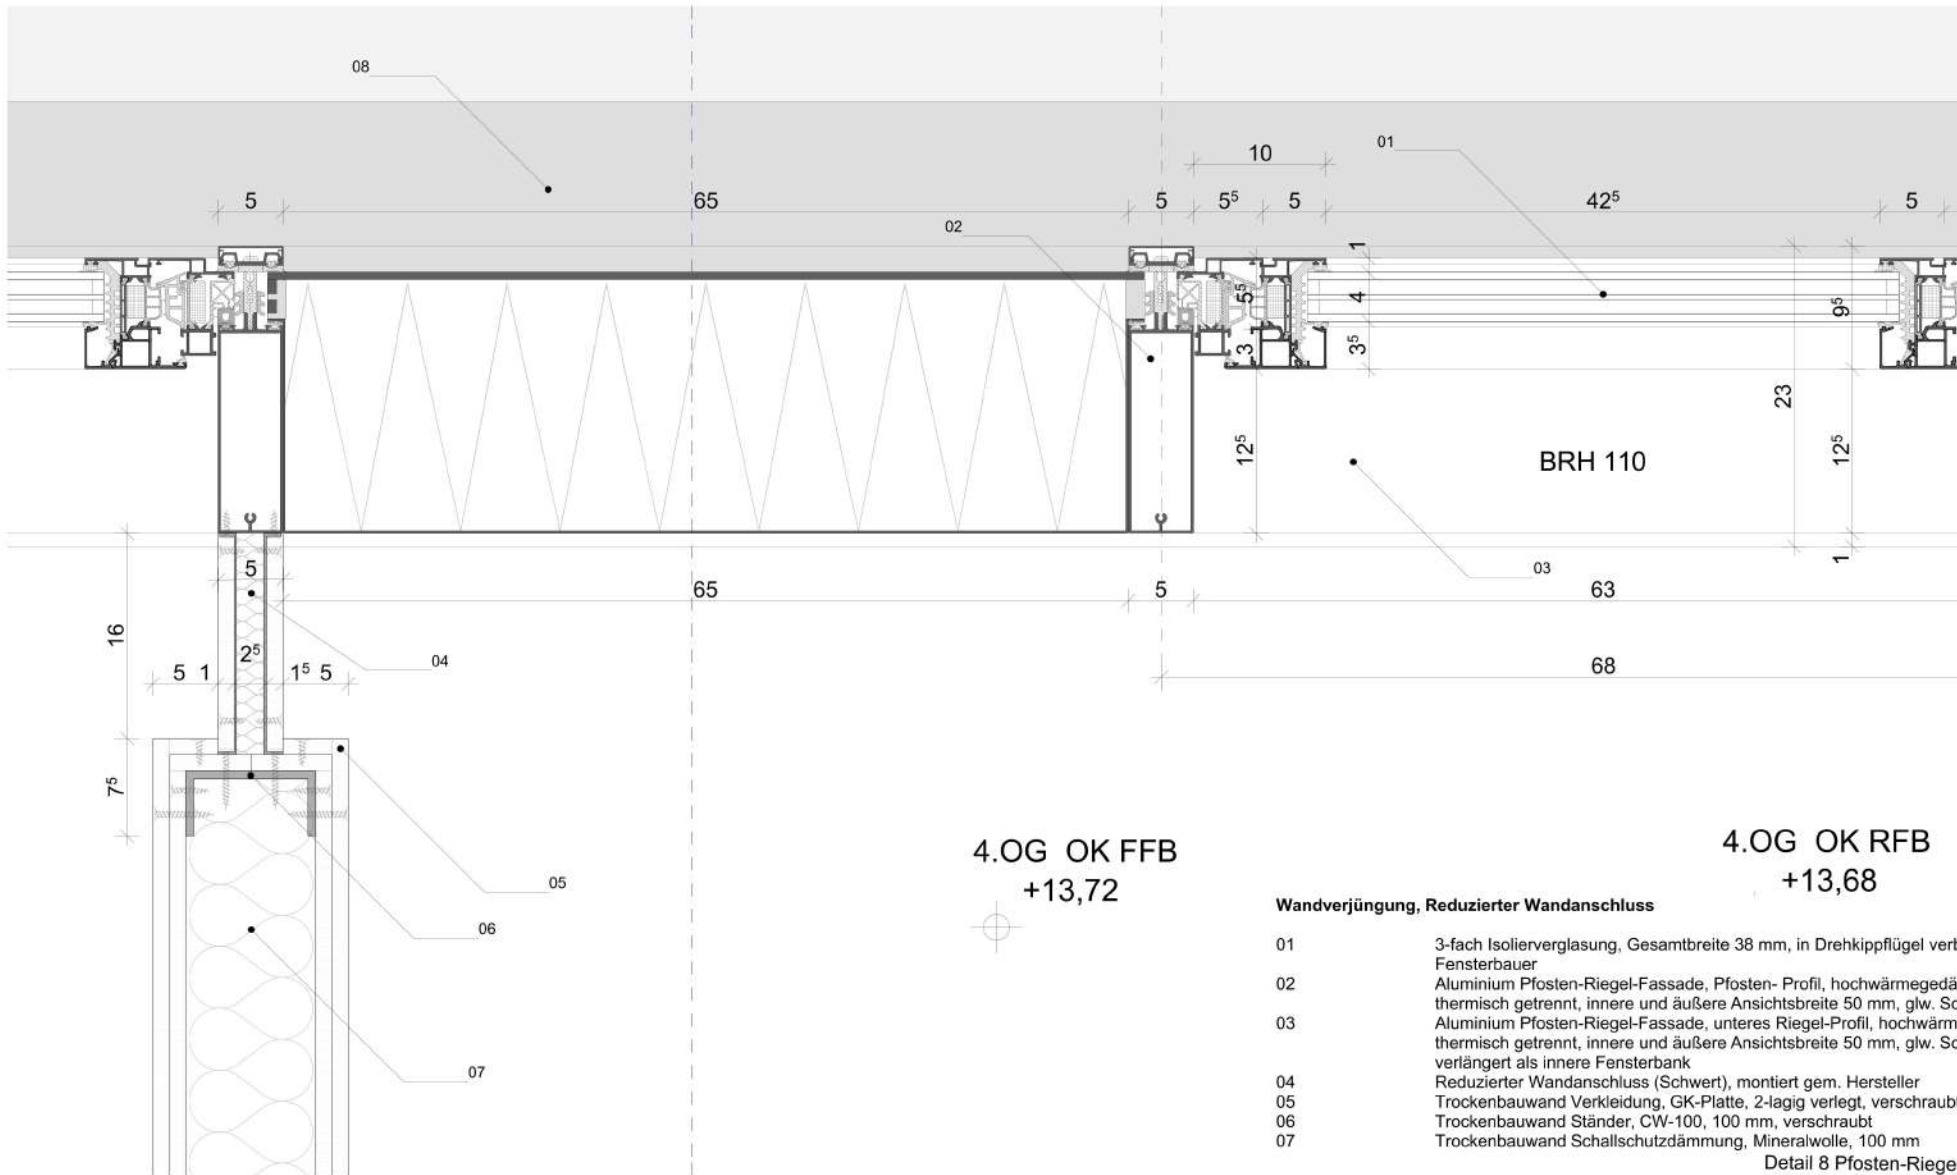 08
01
10
5
65
5
5⁵
5
42⁵
5
02
1
5⁵
4
9⁵
3
3⁵
23
12⁵
BRH 110
12⁵
1
03
5
65
5
63
16
2⁵
04
5 1
1⁵ 5
68
7⁵
05
06
07
4.OG OK FFB
+13,72
4.OG OK RFB
+13,68
Wandverjüngung, Reduzierter Wandanschluss
01 3-fach Isolierverglasung, Gesamtbreite 38 mm, in Drehkippflügel verb
Fensterbauer
02 Aluminium Pfosten-Riegel-Fassade, Pfosten- Profil, hochwärmegedä
thermisch getrennt, innere und äußere Ansichtsbreite 50 mm, glw. Sc
03 Aluminium Pfosten-Riegel-Fassade, unteres Riegel-Profil, hochwärm
thermisch getrennt, innere und äußere Ansichtsbreite 50 mm, glw. Sc
verlängert als innere Fensterbank
04 Reduzierter Wandanschluss (Schwert), montiert gem. Hersteller
05 Trockenbauwand Verkleidung, GK-Platte, 2-lagig verlegt, verschraub
06 Trockenbauwand Ständer, CW-100, 100 mm, verschraubt
07 Trockenbauwand Schallschutzdämmung, Mineralwolle, 100 mm
Detail 8 Pfosten-Riege